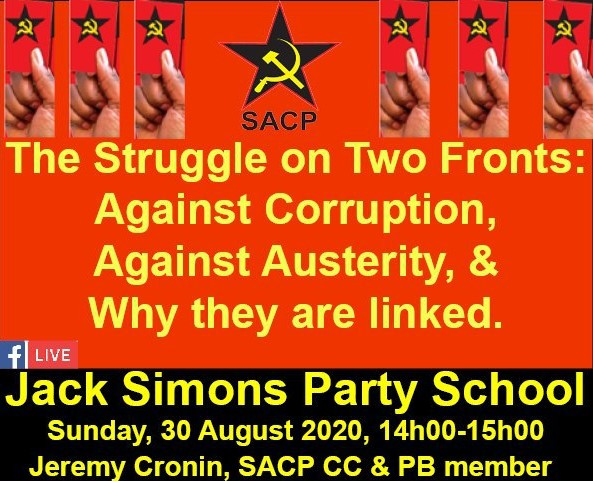 SACP
The Struggle on Two Fronts:
Against Corruption,
Against Austerity, &
Why they are linked.
f LIVE
Jack Simons Party School
Sunday, 30 August 2020, 14h00-15h00
Jeremy Cronin, SACP CC & PB member